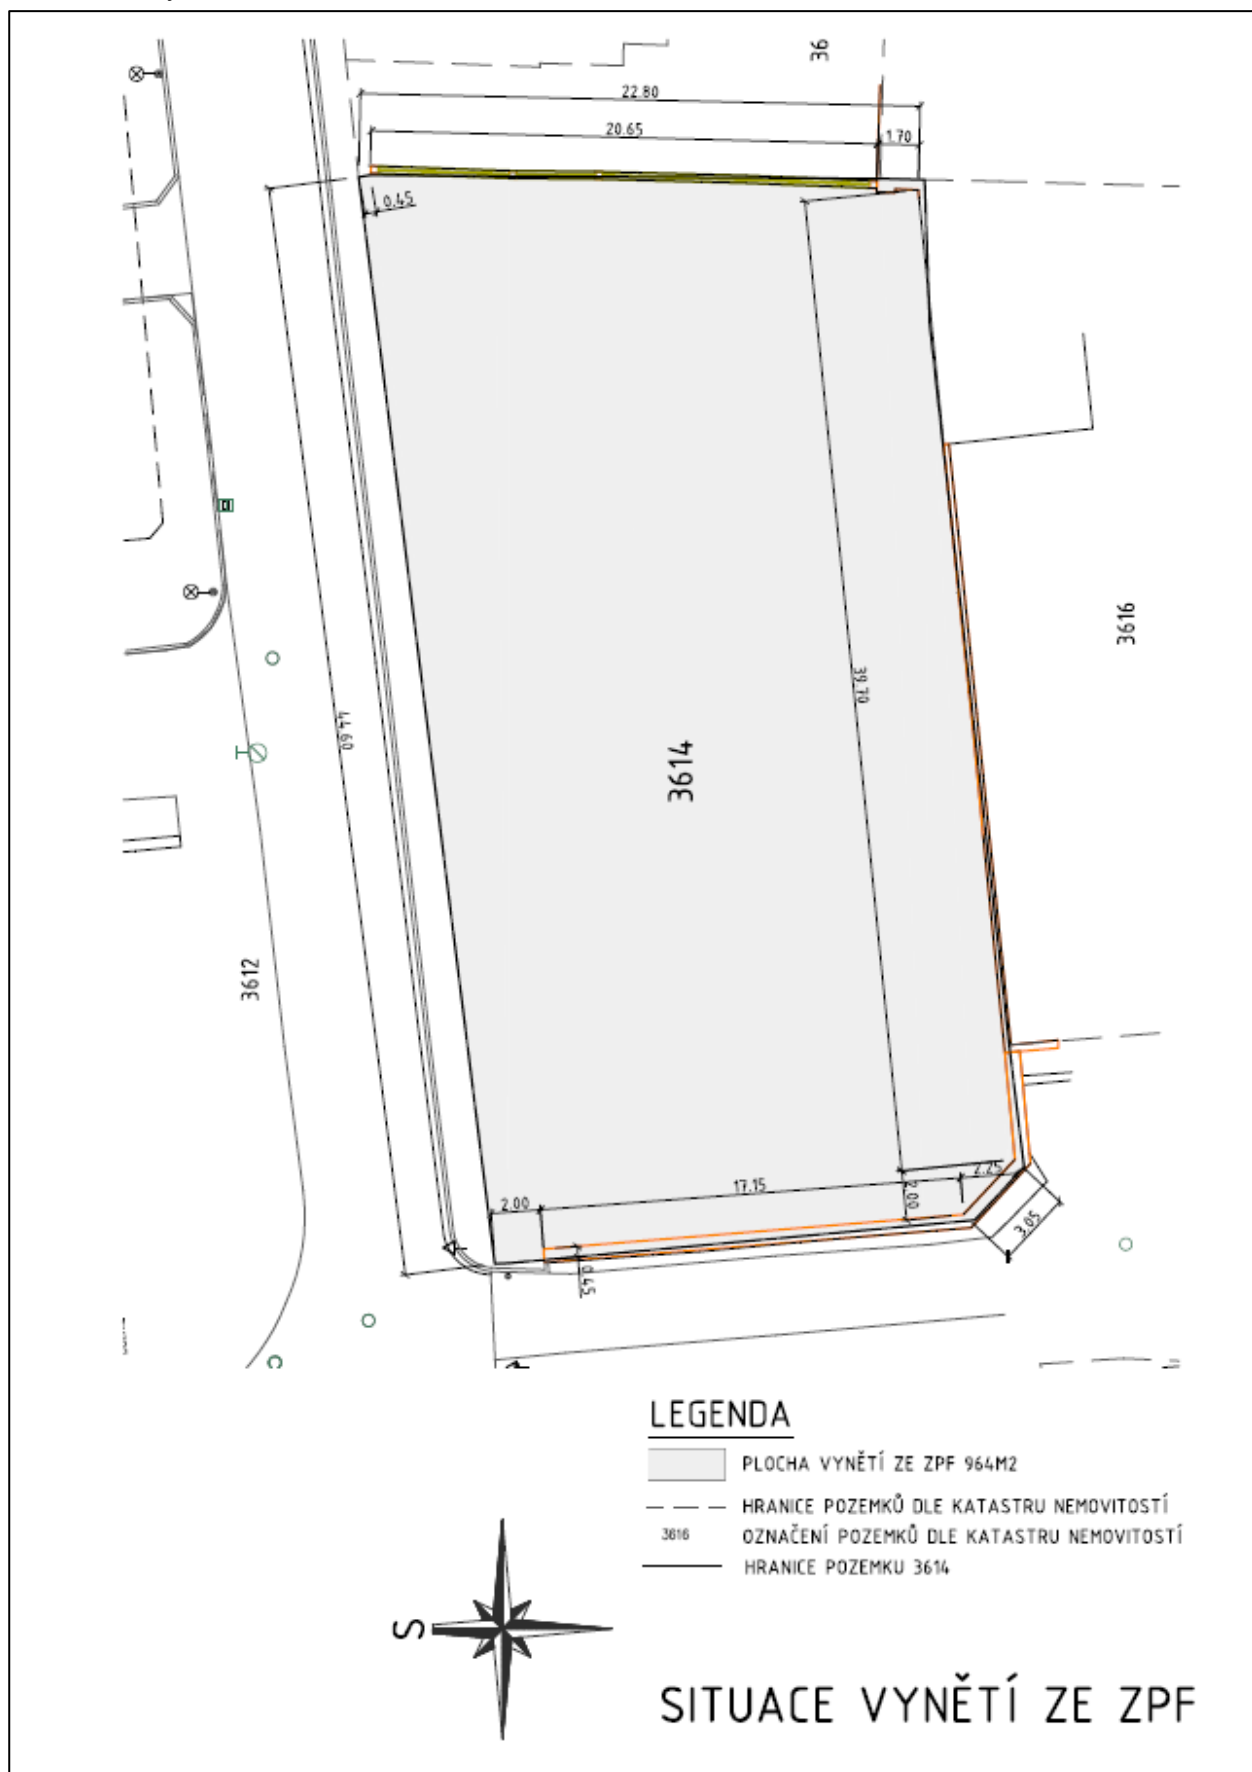 36
22.80
20.65
1.70
0.45
3616
39.70
44.60
3614
3612
2.25
17.15
2.00
2.00
3.05
0.45
LEGENDA
PLOCHA VYNĚTÍ ZE ZPF 964M2
HRANICE POZEMKŮ DLE KATASTRU NEMOVITOSTÍ
3616 OZNAČENÍ POZEMKŮ DLE KATASTRU NEMOVITOSTÍ
HRANICE POZEMKU 3614
S
SITUACE VYNĚTÍ ZE ZPF